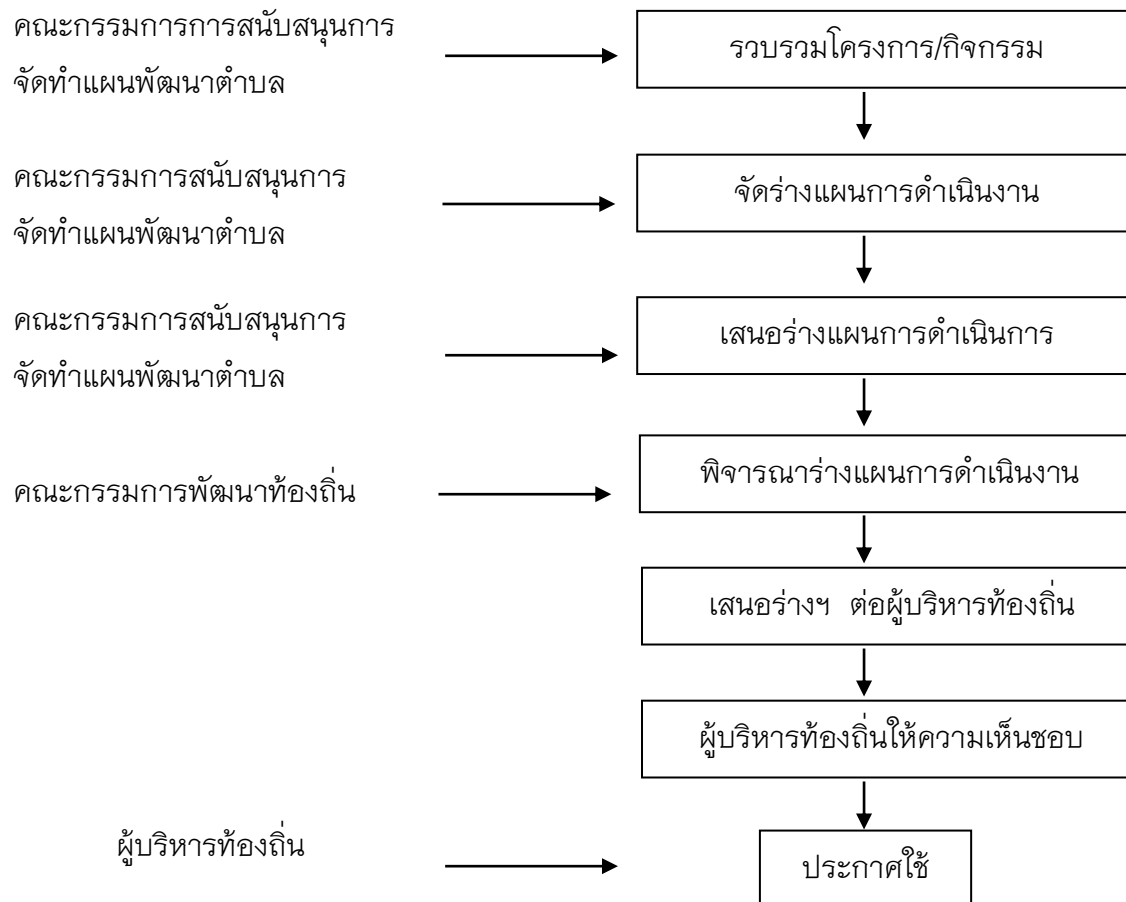 คณะกรรมการการสนับสนุนการ
จัดทำแผนพัฒนาตำบล
รวบรวมโครงการ/กิจกรรม
คณะกรรมการสนับสนุนการ
จัดทำแผนพัฒนาตำบล
จัดร่างแผนการดำเนินงาน
คณะกรรมการสนับสนุนการ
จัดทำแผนพัฒนาตำบล
เสนอร่างแผนการดำเนินการ
คณะกรรมการพัฒนาท้องถิ่น
พิจารณาร่างแผนการดำเนินงาน
เสนอร่างฯ ต่อผู้บริหารท้องถิ่น
ผู้บริหารท้องถิ่นให้ความเห็นชอบ
ผู้บริหารท้องถิ่น
ประกาศใช้